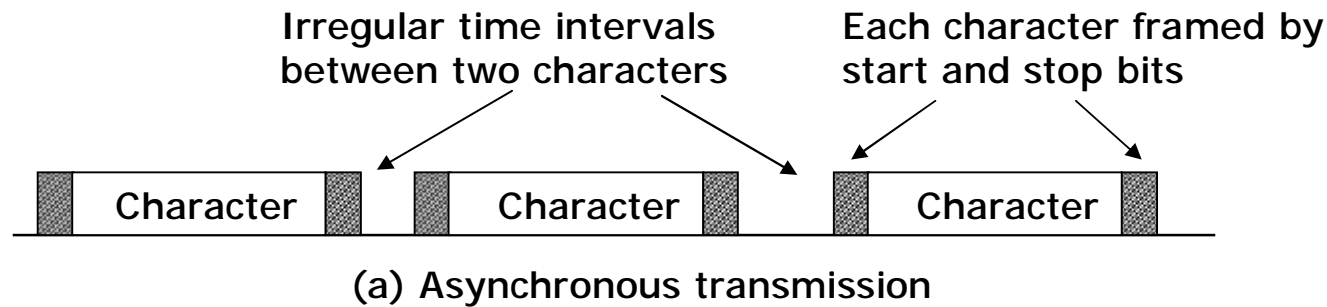 Irregular time intervals
between two characters
Each character framed by
start and stop bits
Character
Character
Character
(a) Asynchronous transmission